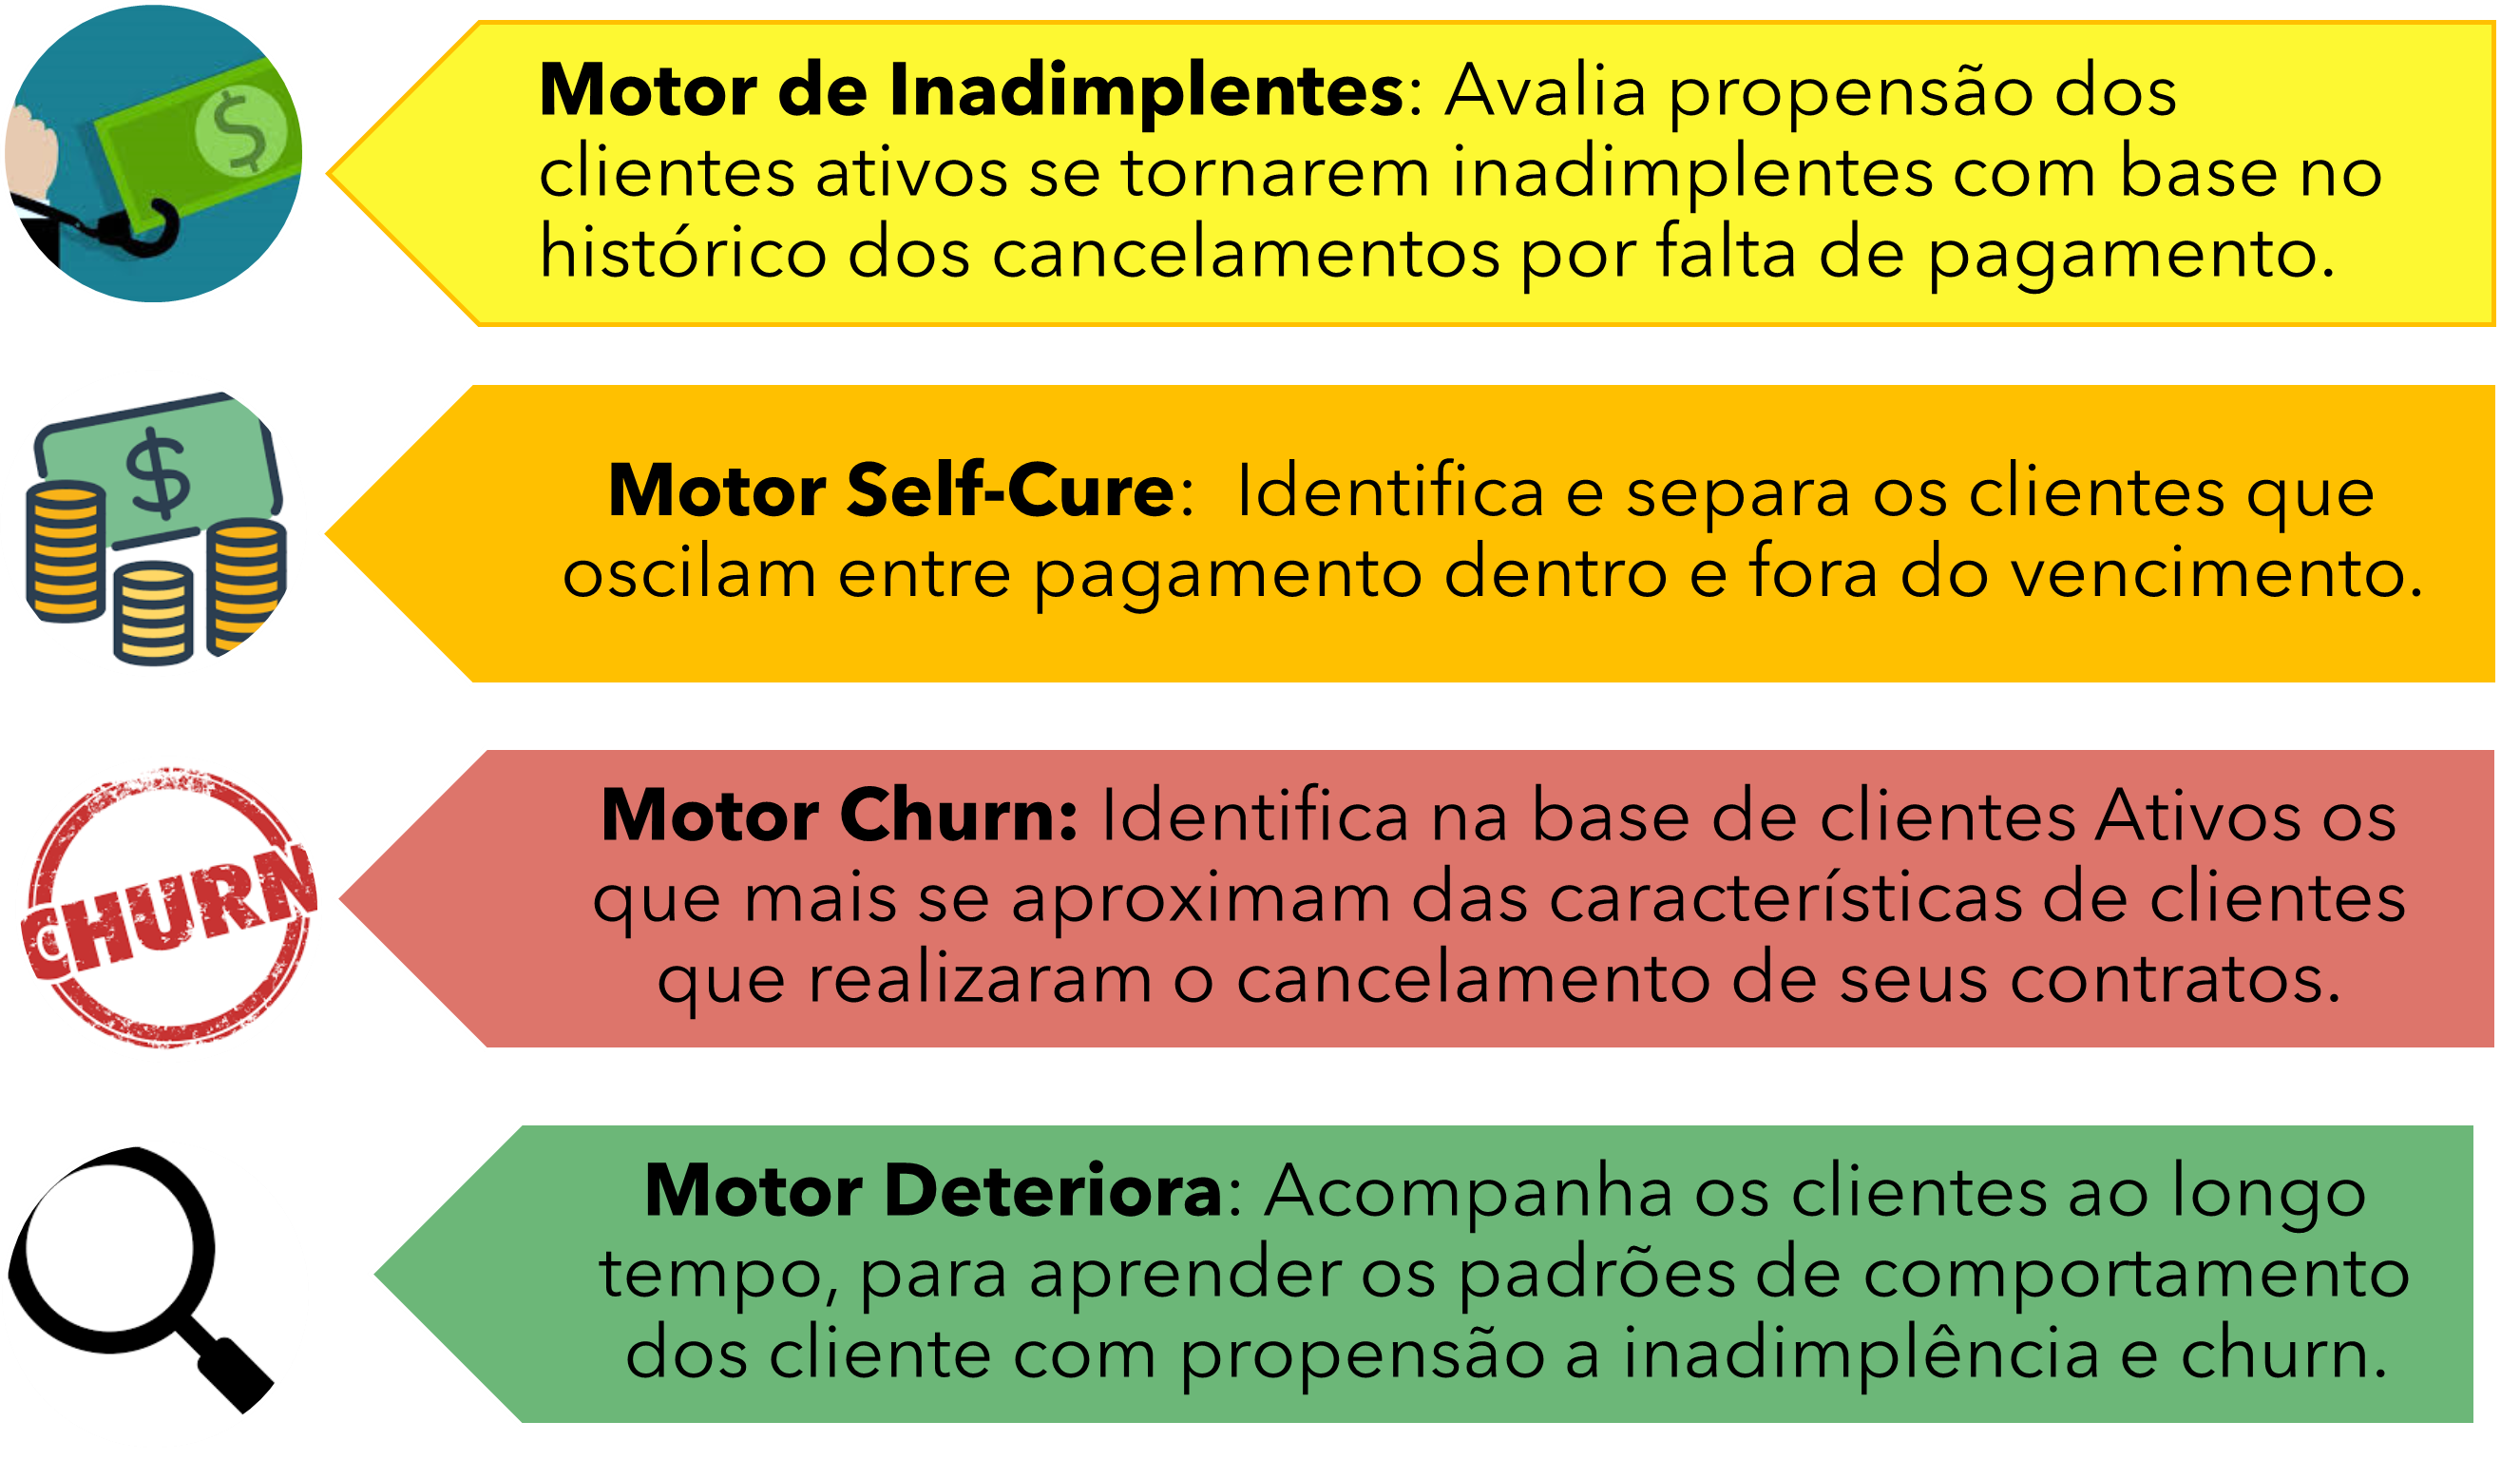 $
Motor de Inadimplentes: Avalia propensão dos
clientes ativos se tornarem inadimplentes com base no
histórico dos cancelamentos por falta de pagamento.
$
Motor Self-Cure:  Identifica e separa os clientes que
oscilam entre pagamento dentro e fora do vencimento.
CHURN
Motor Churn: Identifica na base de clientes Ativos os
que mais se aproximam das características de clientes
que realizaram o cancelamento de seus contratos.
Motor Deteriora: Acompanha os clientes ao longo
tempo, para aprender os padrões de comportamento
dos cliente com propensão a inadimplência e churn.